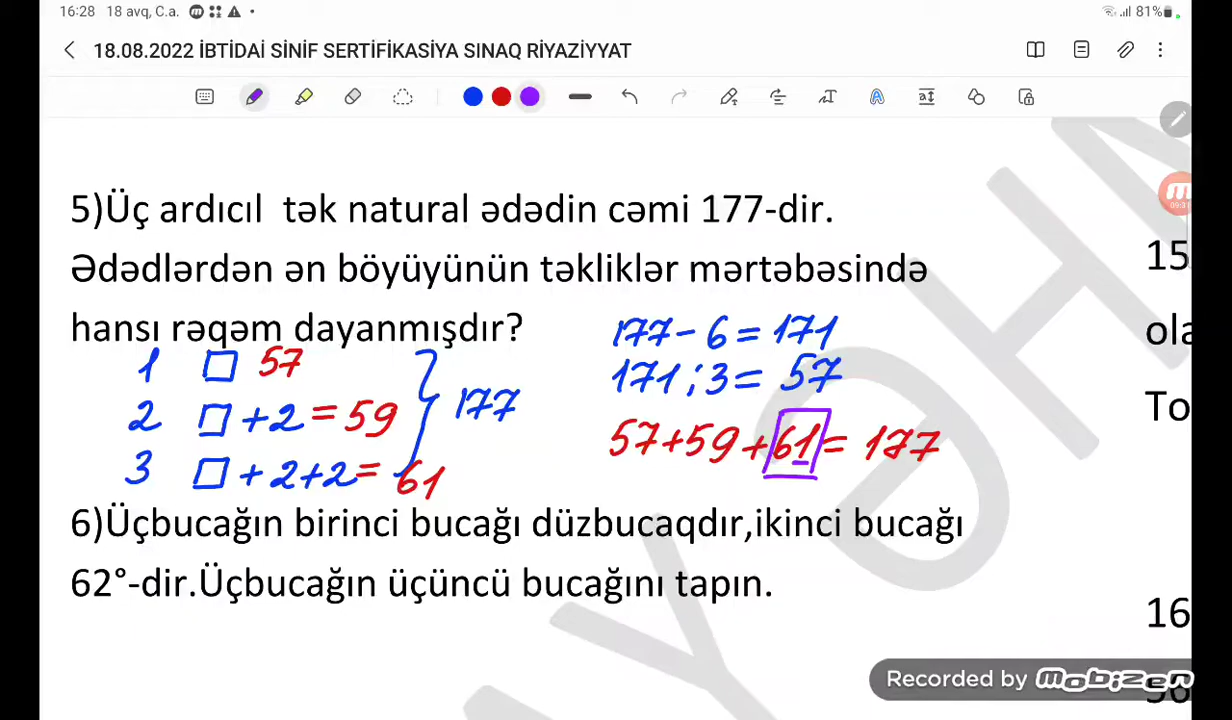 16:28 18 avq, C.a. 81%
18.08.2022 İBTİDAİ SİNİF SERTİFİKASİYA SINAQ RİYAZİYYAT
5)Üç ardıcıl tək natural ədədin cəmi 177-dir.
Ədədlərdən ən böyüyünün təkliklər mərtəbəsində
hansı rəqəm dayanmışdır?
177-6=171
1 □ 57
171:3=57
2 □+2=59
177
57+59+61=177
3 □+2+2=61
6)Üçbucağın birinci bucağı düzbucaqdır,ikinci bucağı
62°-dir.Üçbucağın üçüncü bucağını tapın.
15
ola
To
16
Recorded by mobizen
09:31